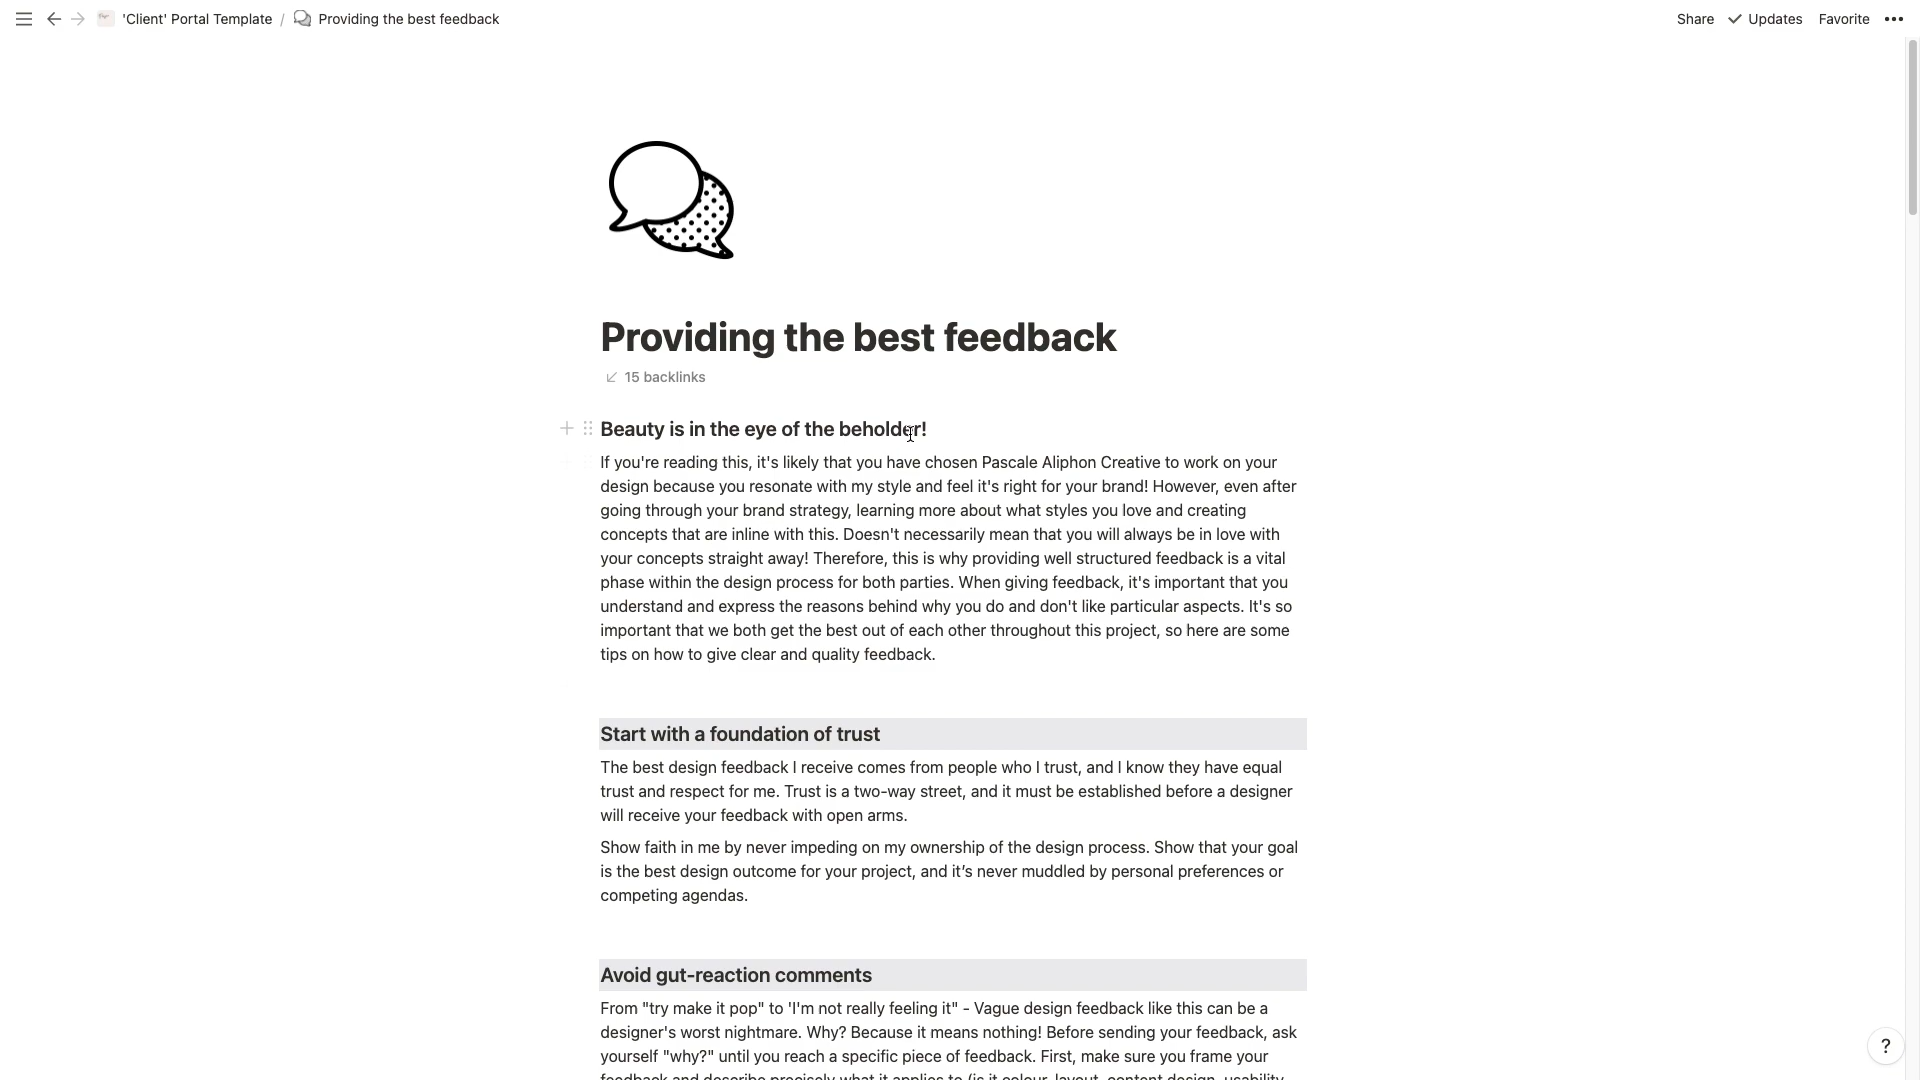 'Client' Portal Template / Providing the best feedback
Share Updates Favorite
Providing the best feedback
15 backlinks
Beauty is in the eye of the beholder!
If you're reading this, it's likely that you have chosen Pascale Aliphon Creative to work on your
design because you resonate with my style and feel it's right for your brand! However, even after
going through your brand strategy, learning more about what styles you love and creating
concepts that are inline with this. Doesn't necessarily mean that you will always be in love with
your concepts straight away! Therefore, this is why providing well structured feedback is a vital
phase within the design process for both parties. When giving feedback, it's important that you
understand and express the reasons behind why you do and don't like particular aspects. It's so
important that we both get the best out of each other throughout this project, so here are some
tips on how to give clear and quality feedback.
Start with a foundation of trust
The best design feedback I receive comes from people who I trust, and I know they have equal
trust and respect for me. Trust is a two-way street, and it must be established before a designer
will receive your feedback with open arms.
Show faith in me by never impeding on my ownership of the design process. Show that your goal
is the best design outcome for your project, and it’s never muddled by personal preferences or
competing agendas.
Avoid gut-reaction comments
From "try make it pop" to 'I'm not really feeling it" - Vague design feedback like this can be a
designer's worst nightmare. Why? Because it means nothing! Before sending your feedback, ask
yourself "why?" until you reach a specific piece of feedback. First, make sure you frame your
feedback and describe precisely what it applies to (is it colour, layout, content design, usability,
?